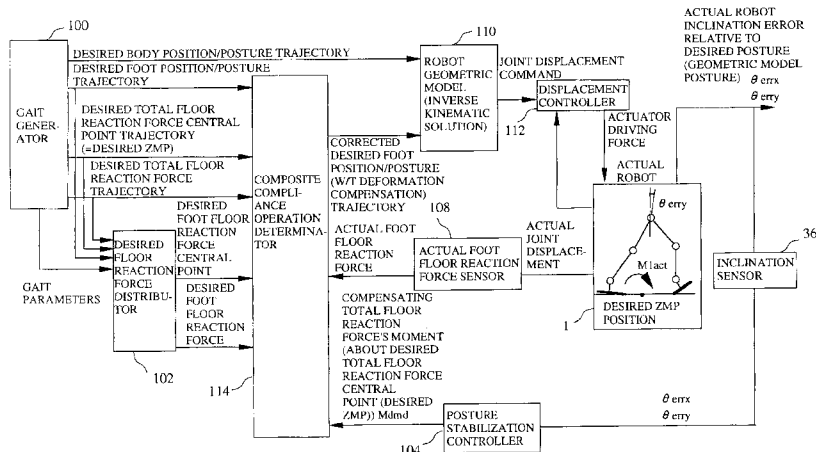 100
GAIT
GENER-
ATOR
DESIRED BODY POSITION/POSTURE TRAJECTORY
DESIRED FOOT POSITION/POSTURE
TRAJECTORY
DESIRED TOTAL FLOOR
REACTION FORCE CENTRAL
POINT TRAJECTORY
(=DESIRED ZMP)
DESIRED TOTAL FLOOR
REACTION FORCE
TRAJECTORY
GAIT PARAMETERS
DESIRED
FLOOR
REACTION
FORCE
DISTRIBU-
TOR
102
DESIRED
FOOT FLOOR
REACTION
FORCE
CENTRAL
POINT
DESIRED
FOOT
FLOOR
REACTION
FORCE
COMPOSITE
COMPLI-
ANCE
OPERATION
DETERMIN-
ATOR
114
110
ROBOT
GEOMETRIC
MODEL
(INVERSE
KINEMATIC
SOLUTION)
CORRECTED
DESIRED FOOT
POSITION/POSTURE
(W/T DEFORMATION
COMPENSATION)
TRAJECTORY
JOINT DISPLACEMENT
COMMAND
DISPLACEMENT
CONTROLLER
112
ACTUATOR
DRIVING
FORCE
ACTUAL
ROBOT
ACTUAL ROBOT
INCLINATION ERROR
RELATIVE TO
DESIRED POSTURE
(GEOMETRIC MODEL
POSTURE)
θ errx
θ erry
ACTUAL
FOOT
FLOOR
REACTION
FORCE
108
ACTUAL FOOT
FLOOR REACTION
FORCE SENSOR
ACTUAL
JOINT
DISPLACE-
MENT
θ erry
M1act
DESIRED ZMP
POSITION
1
36
INCLINATION
SENSOR
COMPENSATING
TOTAL FLOOR
REACTION
FORCE'S MOMENT
(ABOUT DESIRED
TOTAL FLOOR
REACTION FORCE
CENTRAL
POINT (DESIRED
ZMP)) Mdmd
POSTURE
STABILIZATION
CONTROLLER
104
θ errx
θ erry